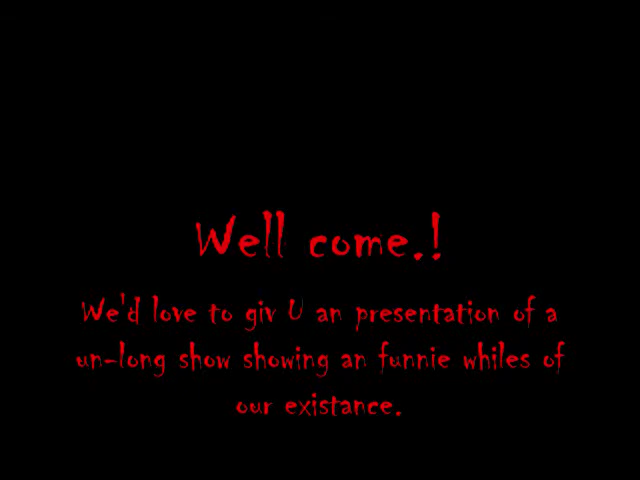 Well come.!
We'd love to giv U an presentation of a
un-long show showing an funnie whiles of
our existance.